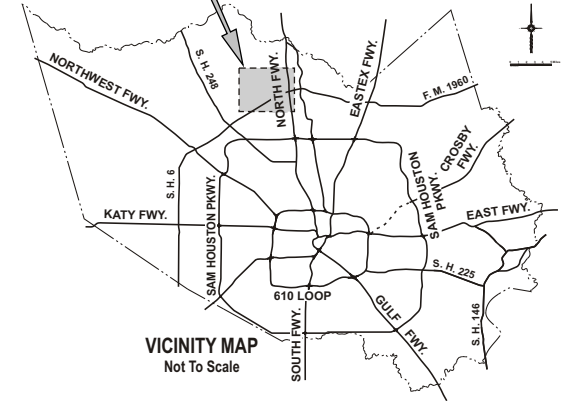 NORTHWEST FWY.
S. H. 248
NORTH FWY.
EASTEX FWY.
F. M. 1960
CROSBY
FWY.
SAM HOUSTON
PKWY.
EAST FWY.
S. H. 6
SAM HOUSTON PKWY.
KATY FWY.
S. H. 225
610 LOOP
GULF FWY.
S. H. 146
SOUTH FWY.
VICINITY MAP
Not To Scale